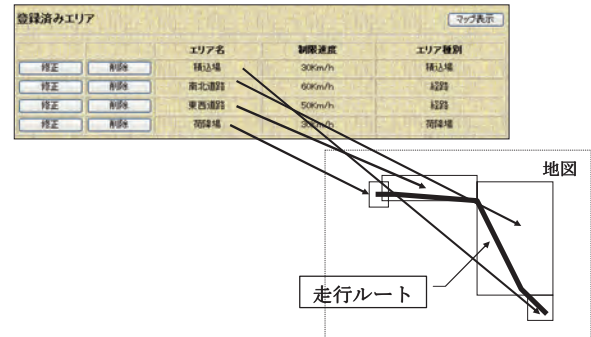 登録済みエリア
マップ表示
エリア名 制限速度 エリア種別
修正 削除 積込場 30Km/h 積込場
修正 削除 南北道路 60Km/h 経路
修正 削除 東西道路 50Km/h 経路
修正 削除 荷降場 30Km/h 荷降場
地図
走行ルート